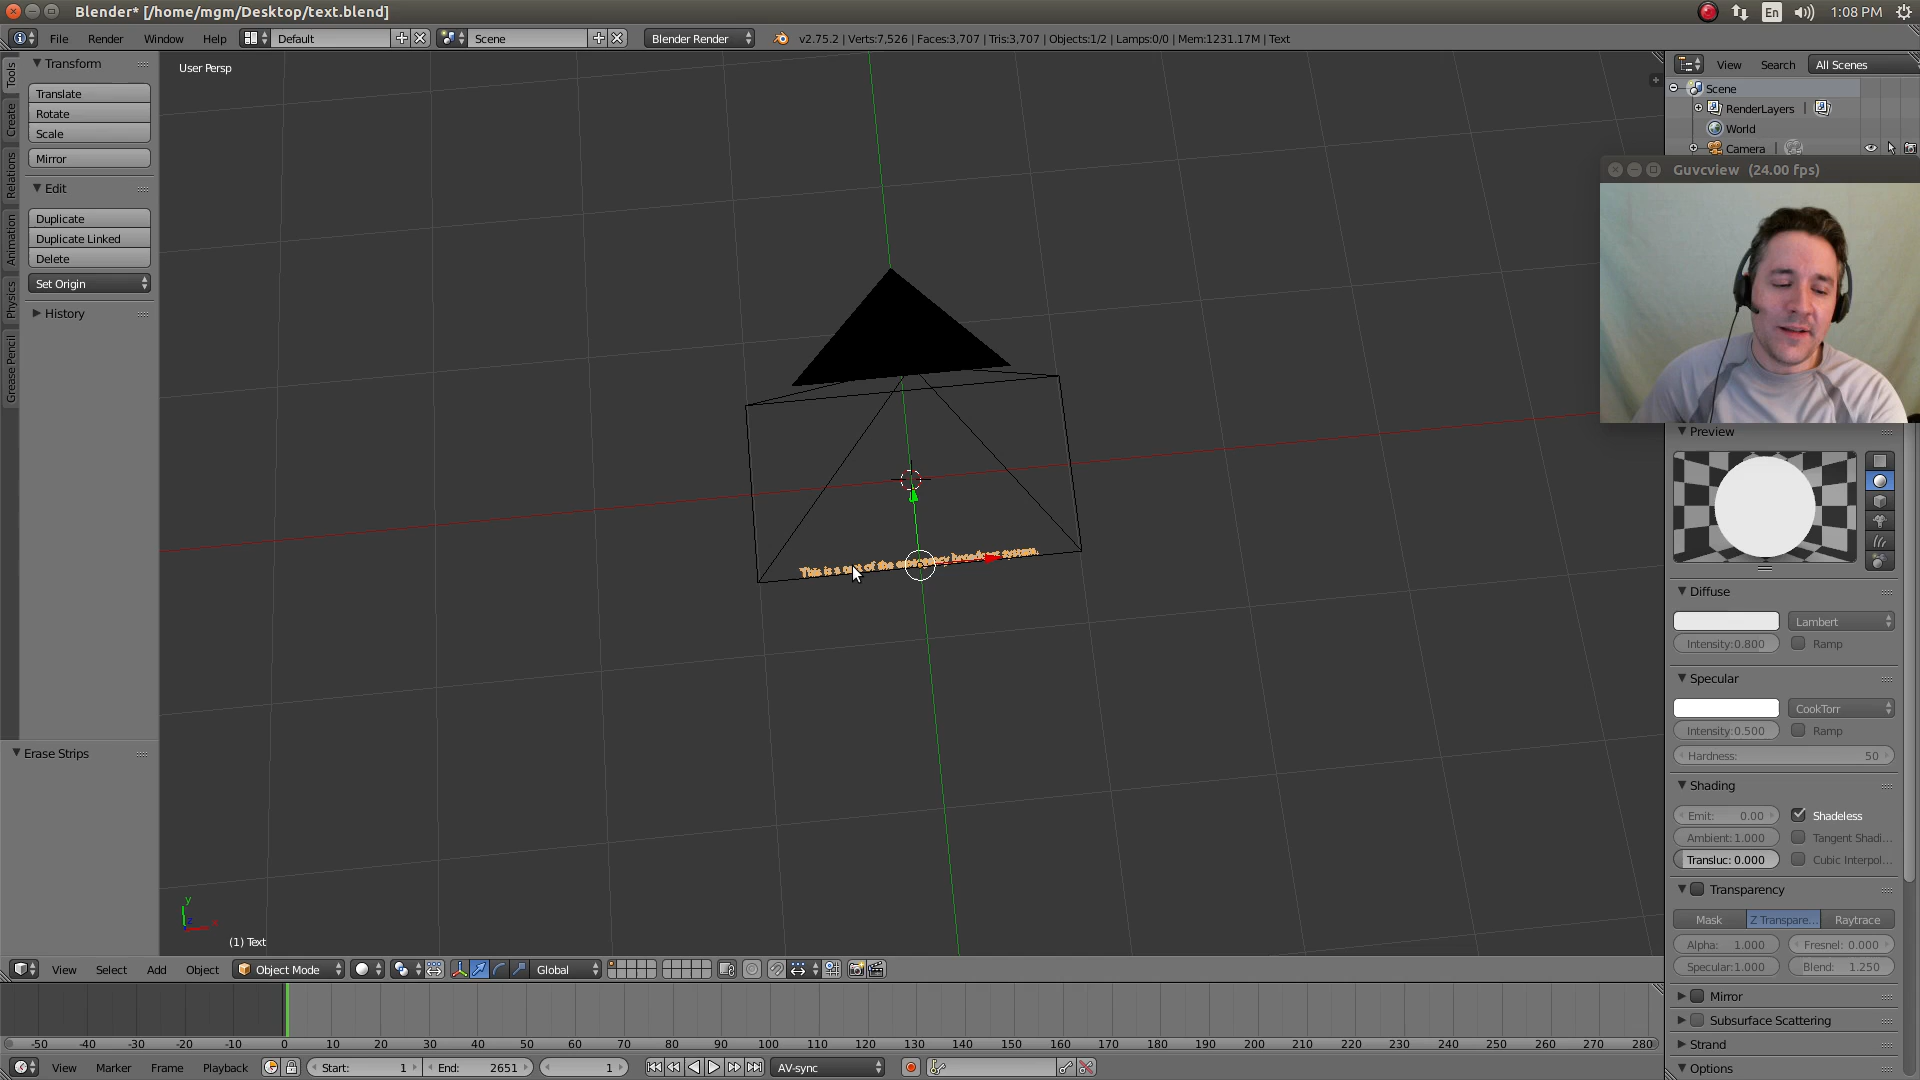 Blender* [/home/mgm/Desktop/text.blend]
En
1:08 PM
File Render Window Help
Default
Scene
Blender Render
v2.75.2 | Verts:7,526 | Faces:3,707 | Tris:3,707 | Objects:1/2 | Lamps:0/0 | Mem:1231.17M | Text
Tools
Create
Relations
Animation
Physics
Grease Pencil
Transform
Translate
Rotate
Scale
Mirror
Edit
Duplicate
Duplicate Linked
Delete
Set Origin
History
Erase Strips
User Persp
This is a of the emergency broadcast system.
y
(1) Text
View Search All Scenes
Scene
RenderLayers |
World
Camera |
Guvcview (24.00 fps)
Preview
Diffuse
Lambert
Intensity:0.800 Ramp
Specular
CookTorr
Intensity:0.500 Ramp
Hardness: 50
Shading
Emit: 0.00 Shadeless
Ambient:1.000 Tangent Shadi...
Transluc: 0.000 Cubic Interpol...
Transparency
Mask Z Transpare... Raytrace
Alpha: 1.000 Fresnel: 0.000
Specular:1.000 Blend: 1.250
Mirror
Subsurface Scattering
Strand
Options
View Select Add Object Object Mode Global
-50 -40 -30 -20 -10 0 10 20 30 40 50 60 70 80 90 100 110 120 130 140 150 160 170 180 190 200 210 220 230 240 250 260 270 280
View Marker Frame Playback Start: 1 End: 2651 1 AV-sync